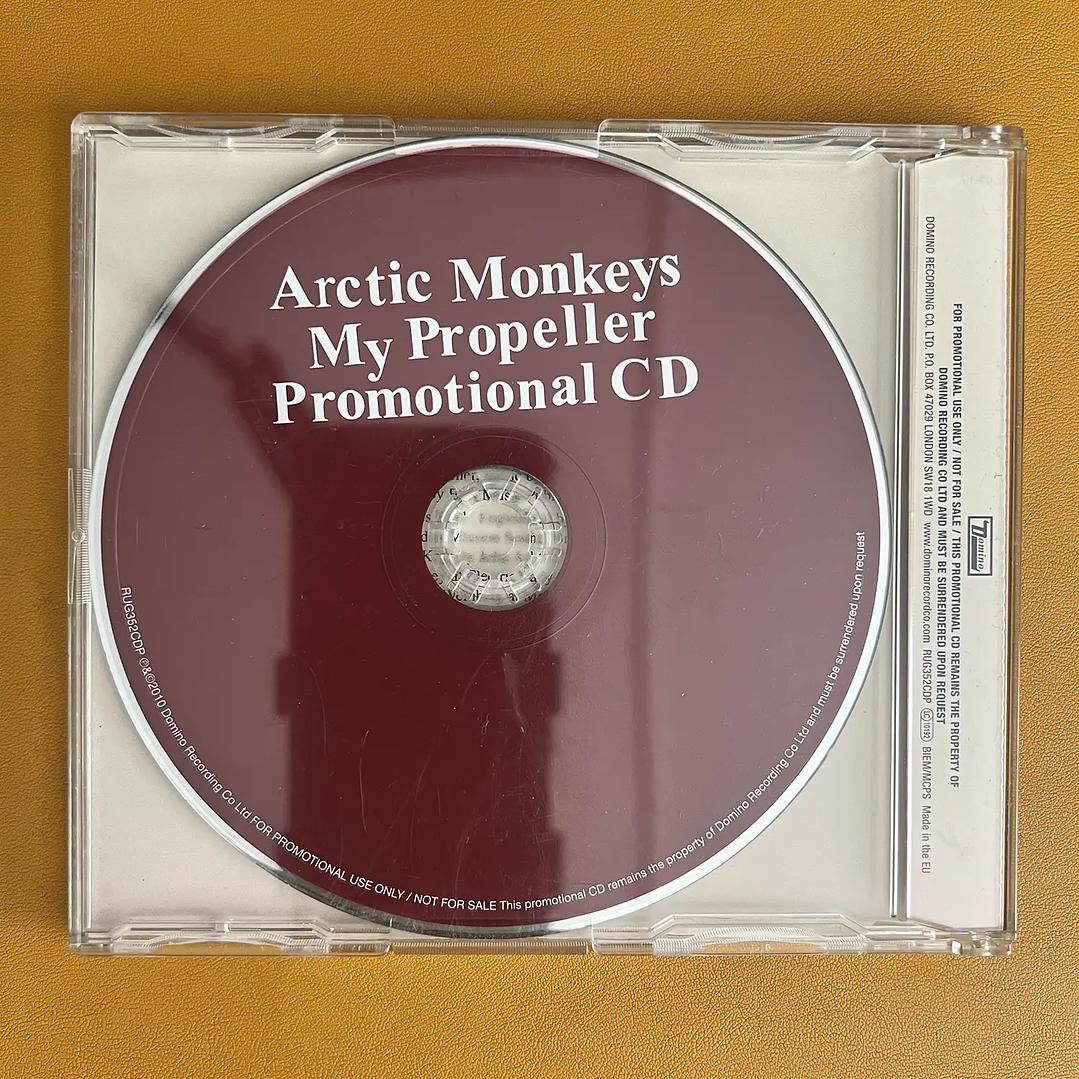 Arctic Monkeys
My Propeller
Promotional CD
RUG352CDP ℗&©2010 Domino Recording Co Ltd FOR PROMOTIONAL USE ONLY / NOT FOR SALE This promotional CD remains the property of Domino Recording Co Ltd and must be surrendered upon request
Domino
FOR PROMOTIONAL USE ONLY / NOT FOR SALE / THIS PROMOTIONAL CD REMAINS THE PROPERTY OF
DOMINO RECORDING CO LTD AND MUST BE SURRENDERED UPON REQUEST
DOMINO RECORDING CO. LTD. P.O. BOX 47029 LONDON SW18 1WD www.dominorecordco.com RUG352CDP LC 10192 BIEM/MCPS Made in the EU